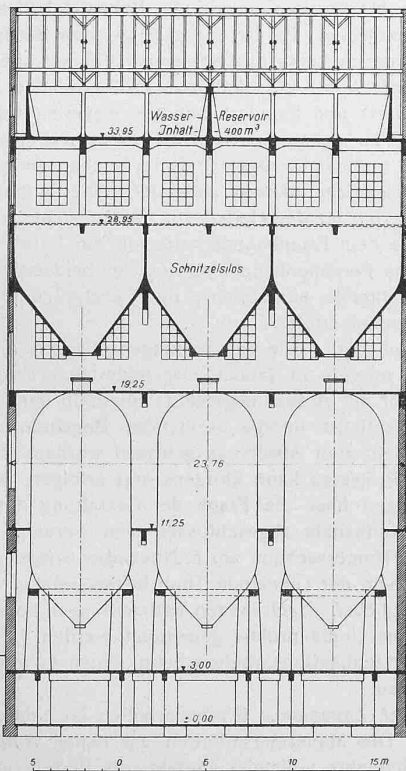 Wasser Reservoir
Inhalt- 400 m³
33,95
28,95
Schnitzelsilos
19,25
23,76
11,25
3,00
± 0,00
5 0 5 10 15 m